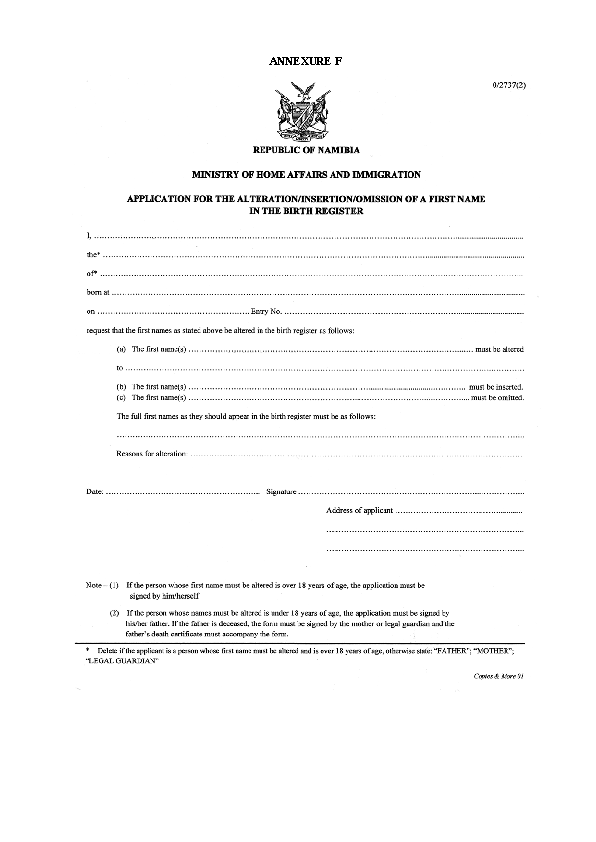 ANNEXURE F
0/2737(2)
REPUBLIC OF NAMIBIA
MINISTRY OF HOME AFFAIRS AND IMMIGRATION
APPLICATION FOR THE ALTERATION/INSERTION/OMISSION OF A FIRST NAME
IN THE BIRTH REGISTER
I, ....................
the* ....................
of* ....................
born at ....................
on .................... Entry No. ....................
request that the first names as stated above be altered in the birth register as follows:
(a) The first name(s) .................... must be altered
to ....................
(b) The first name(s) .................... must be inserted.
(c) The first name(s) .................... must be omitted.
The full first names as they should appear in the birth register must be as follows:
....................
Reasons for alteration ....................
Date: .................... Signature ....................
Address of applicant ....................
....................
....................
Note – (1) If the person whose first name must be altered is over 18 years of age, the application must be
signed by him/herself
(2) If the person whose names must be altered is under 18 years of age, the application must be signed by
his/her father. If the father is deceased, the form must be signed by the mother or legal guardian and the
father's death certificate must accompany the form.
* Delete if the applicant is a person whose first name must be altered and is over 18 years of age, otherwise state: "FATHER"; "MOTHER";
"LEGAL GUARDIAN"
Copies & More 91